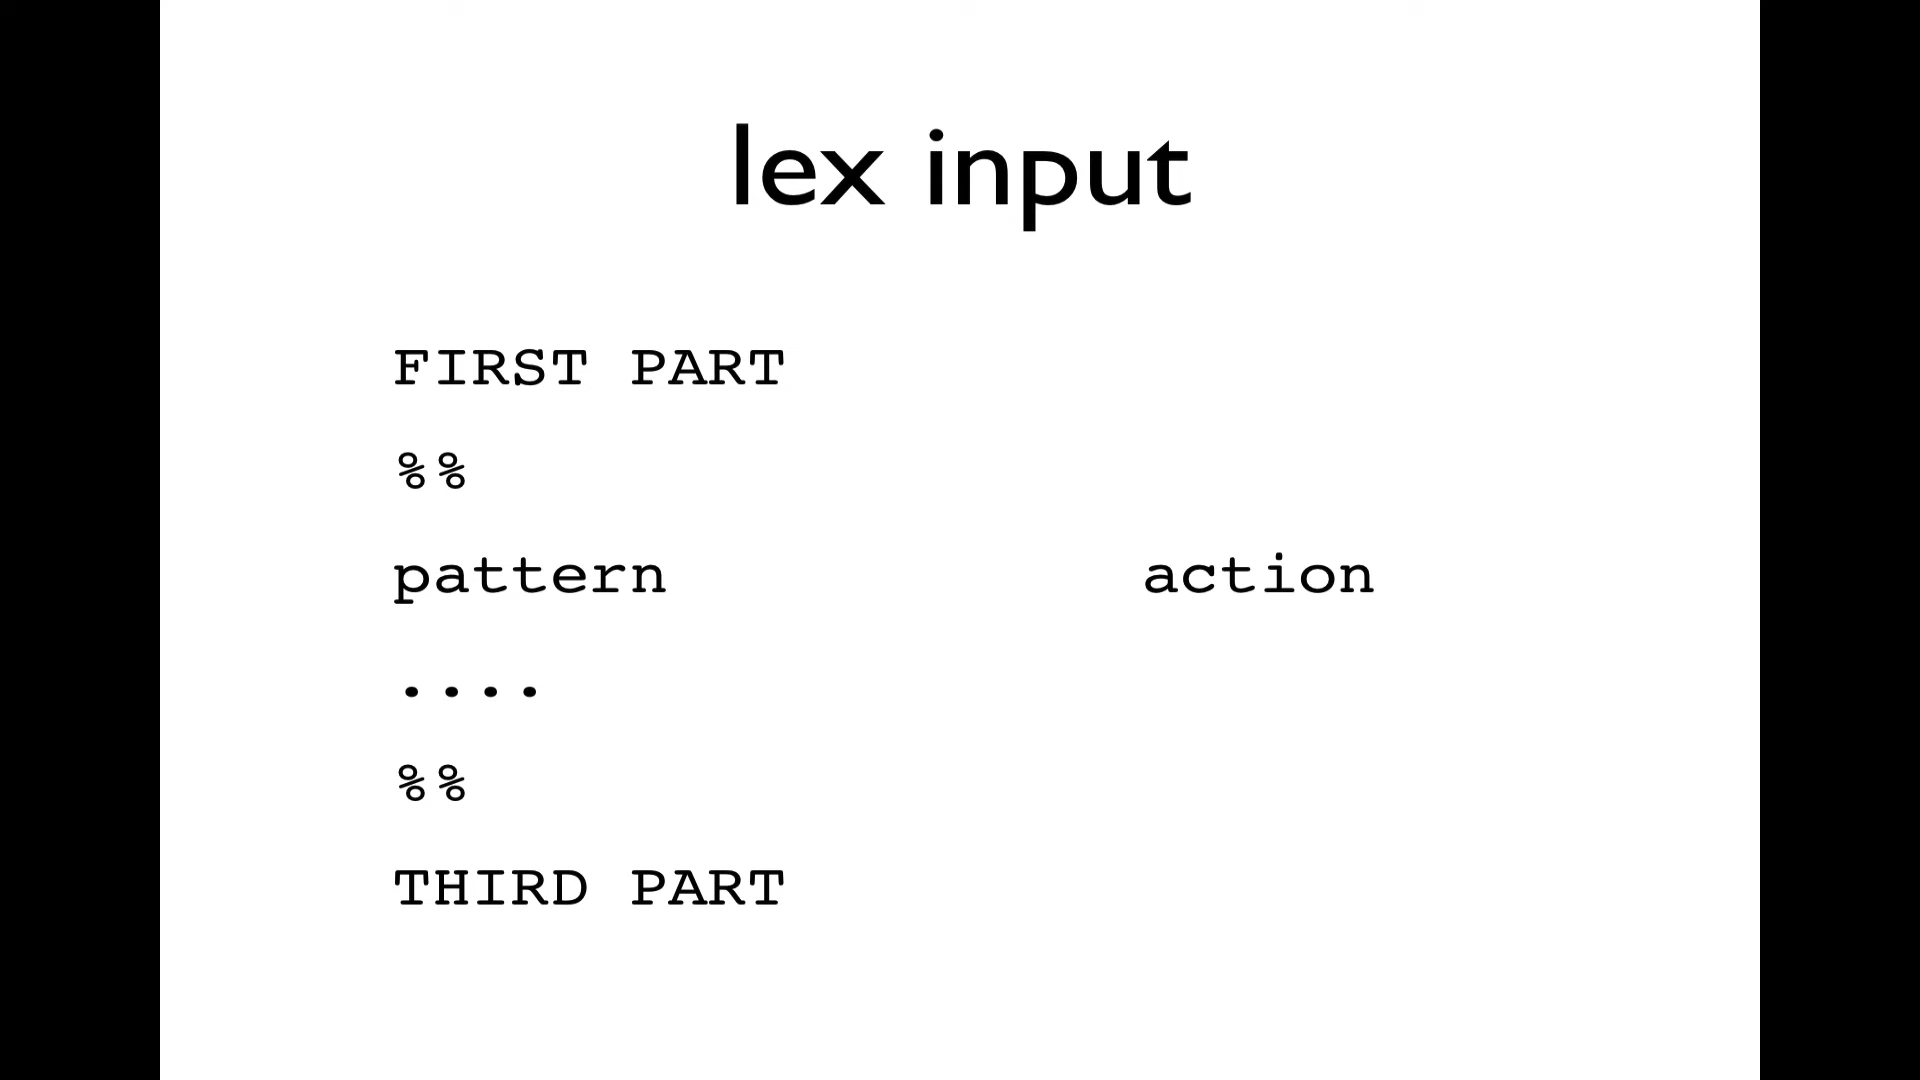 lex input
FIRST PART
%%
pattern action
....
%%
THIRD PART